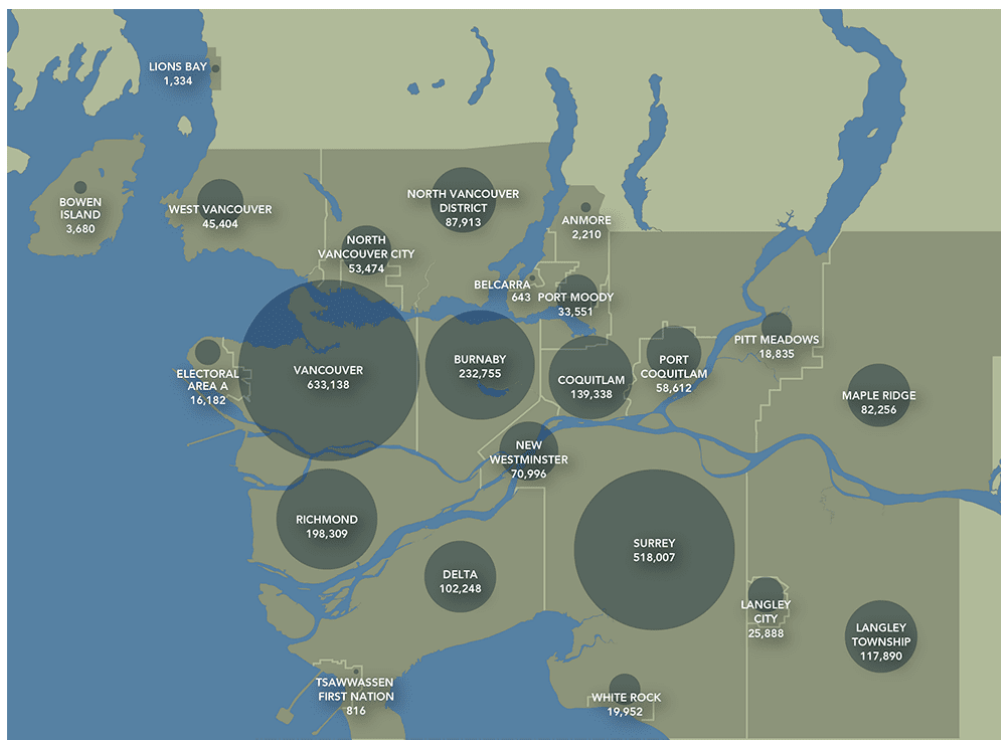 LIONS BAY
1,334
BOWEN
ISLAND
3,680
WEST VANCOUVER
45,404
NORTH VANCOUVER
DISTRICT
87,913
ANMORE
2,210
NORTH
VANCOUVER CITY
53,474
BELCARRA
643
PORT MOODY
33,551
PITT MEADOWS
18,835
ELECTORAL
AREA A
16,182
VANCOUVER
633,138
BURNABY
232,755
COQUITLAM
139,338
PORT
COQUITLAM
58,612
MAPLE RIDGE
82,256
NEW
WESTMINSTER
70,996
RICHMOND
198,309
SURREY
518,007
DELTA
102,248
LANGLEY
CITY
25,888
LANGLEY
TOWNSHIP
117,890
TSAWWASSEN
FIRST NATION
816
WHITE ROCK
19,952